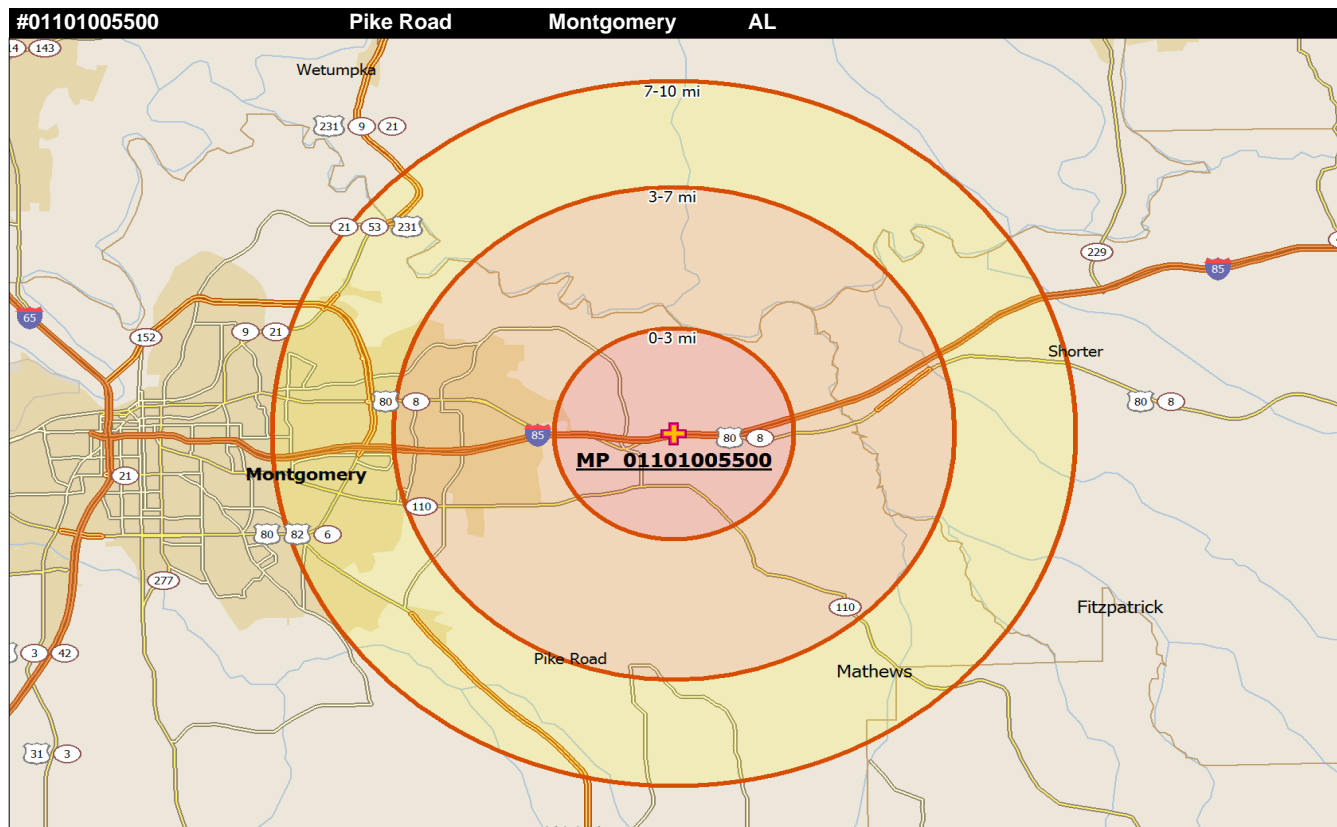 #01101005500 Pike Road Montgomery AL
143
Wetumpka
7-10 mi
231 9 21
3-7 mi
21 53 231
229
85
65
152
9 21
0-3 mi
Shorter
80 8
80 8
85
80 8
MP 01101005500
Montgomery
21
110
80 82 6
277
110
Fitzpatrick
3 42
Pike Road
Mathews
31 3